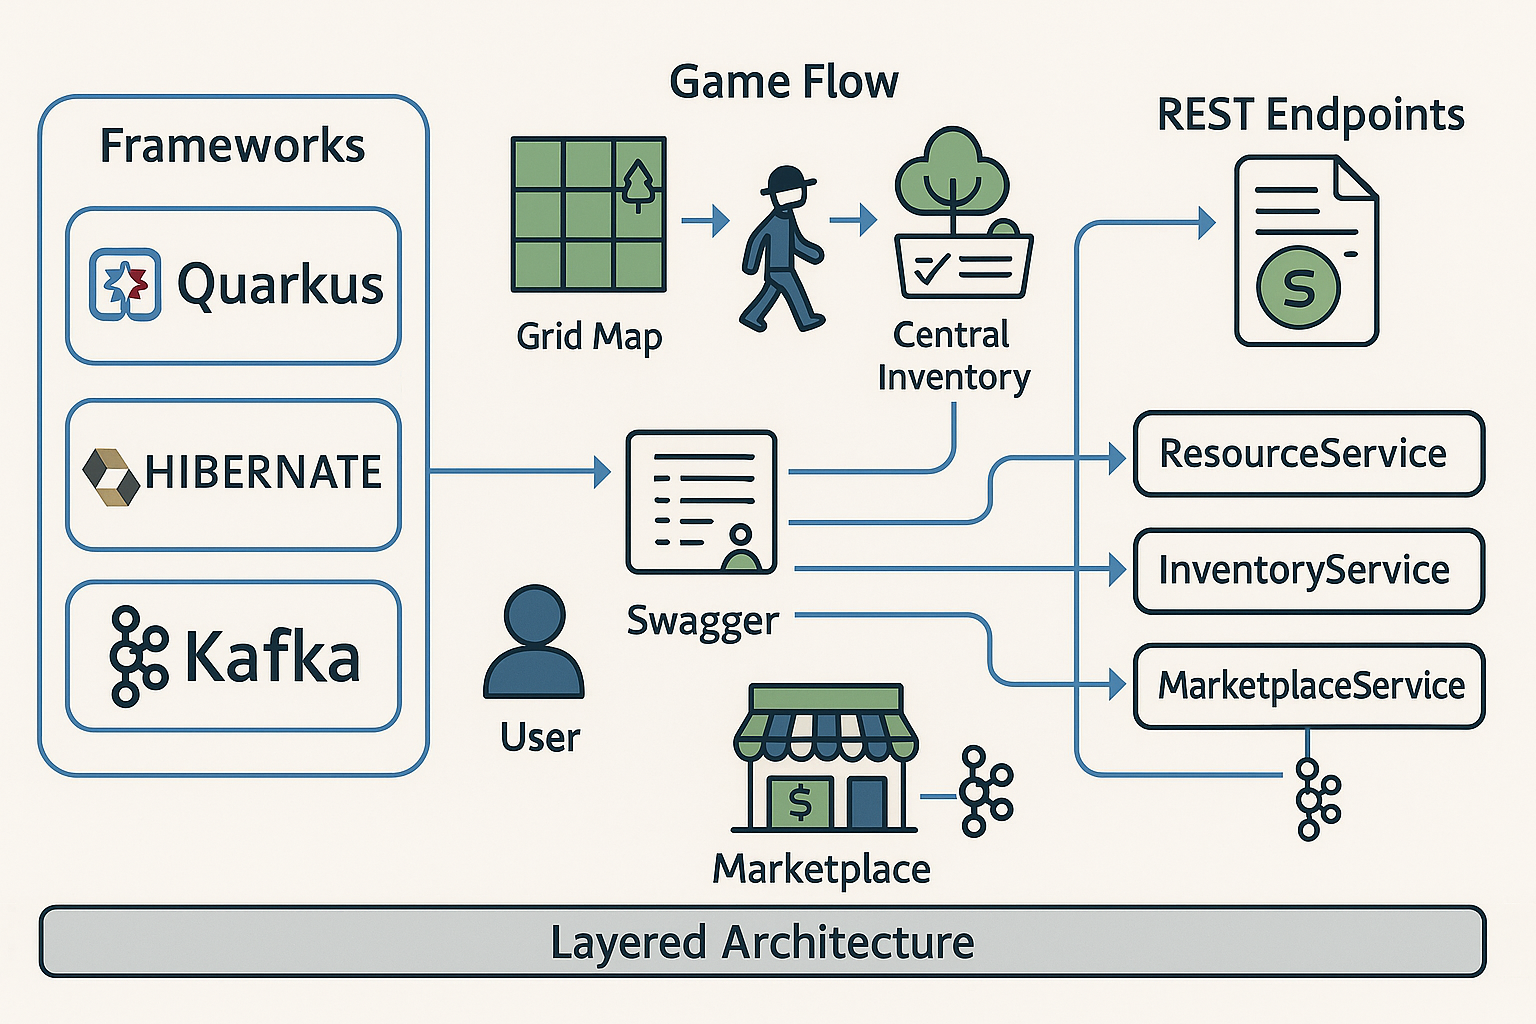 Game Flow
REST Endpoints
Frameworks
Quarkus
HIBERNATE
Kafka
Grid Map
Central
Inventory
S
ResourceService
InventoryService
MarketplaceService
Swagger
User
$
Marketplace
Layered Architecture